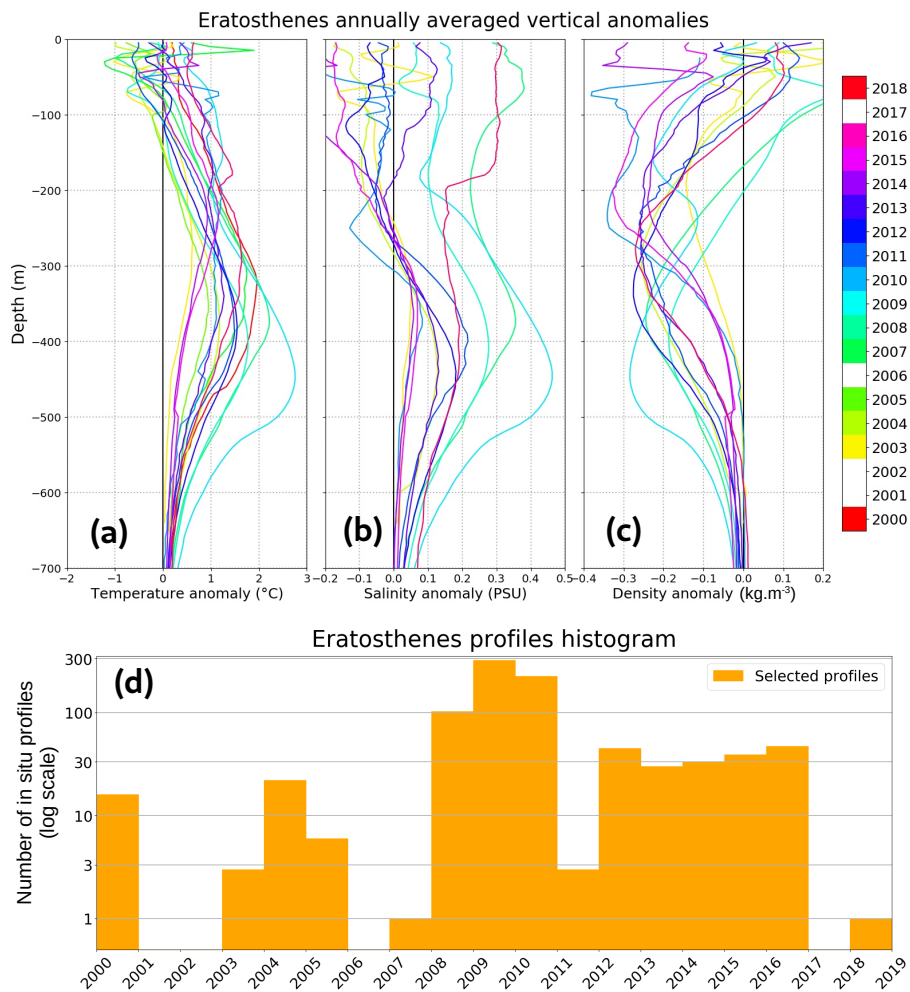 Eratosthenes annually averaged vertical anomalies
0
−100
−200
−300
−400
−500
−600
−700
Depth (m)
(a)
−2 −1 0 1 2 3
Temperature anomaly (°C)
(b)
−0.2 −0.1 0.0 0.1 0.2 0.3 0.4 0.5
Salinity anomaly (PSU)
(c)
−0.4 −0.3 −0.2 −0.1 0.0 0.1 0.2
Density anomaly (kg.m-3)
2018
2017
2016
2015
2014
2013
2012
2011
2010
2009
2008
2007
2006
2005
2004
2003
2002
2001
2000
Eratosthenes profiles histogram
(d)
Selected profiles
300
100
30
10
3
1
Number of in situ profiles
(log scale)
2000 2001 2002 2003 2004 2005 2006 2007 2008 2009 2010 2011 2012 2013 2014 2015 2016 2017 2018 2019